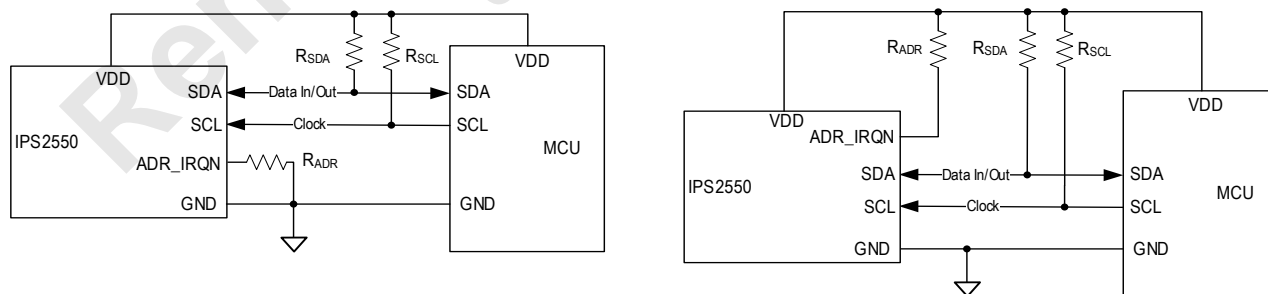 Ren
RSDA
RSCL
VDD
VDD
SDA
Data In/Out
SDA
SCL
Clock
SCL
IPS2550
MCU
ADR_IRQN
RADR
GND
GND
RADR
RSDA
RSCL
VDD
VDD
ADR_IRQN
SDA
Data In/Out
SDA
IPS2550
MCU
SCL
Clock
SCL
GND
GND